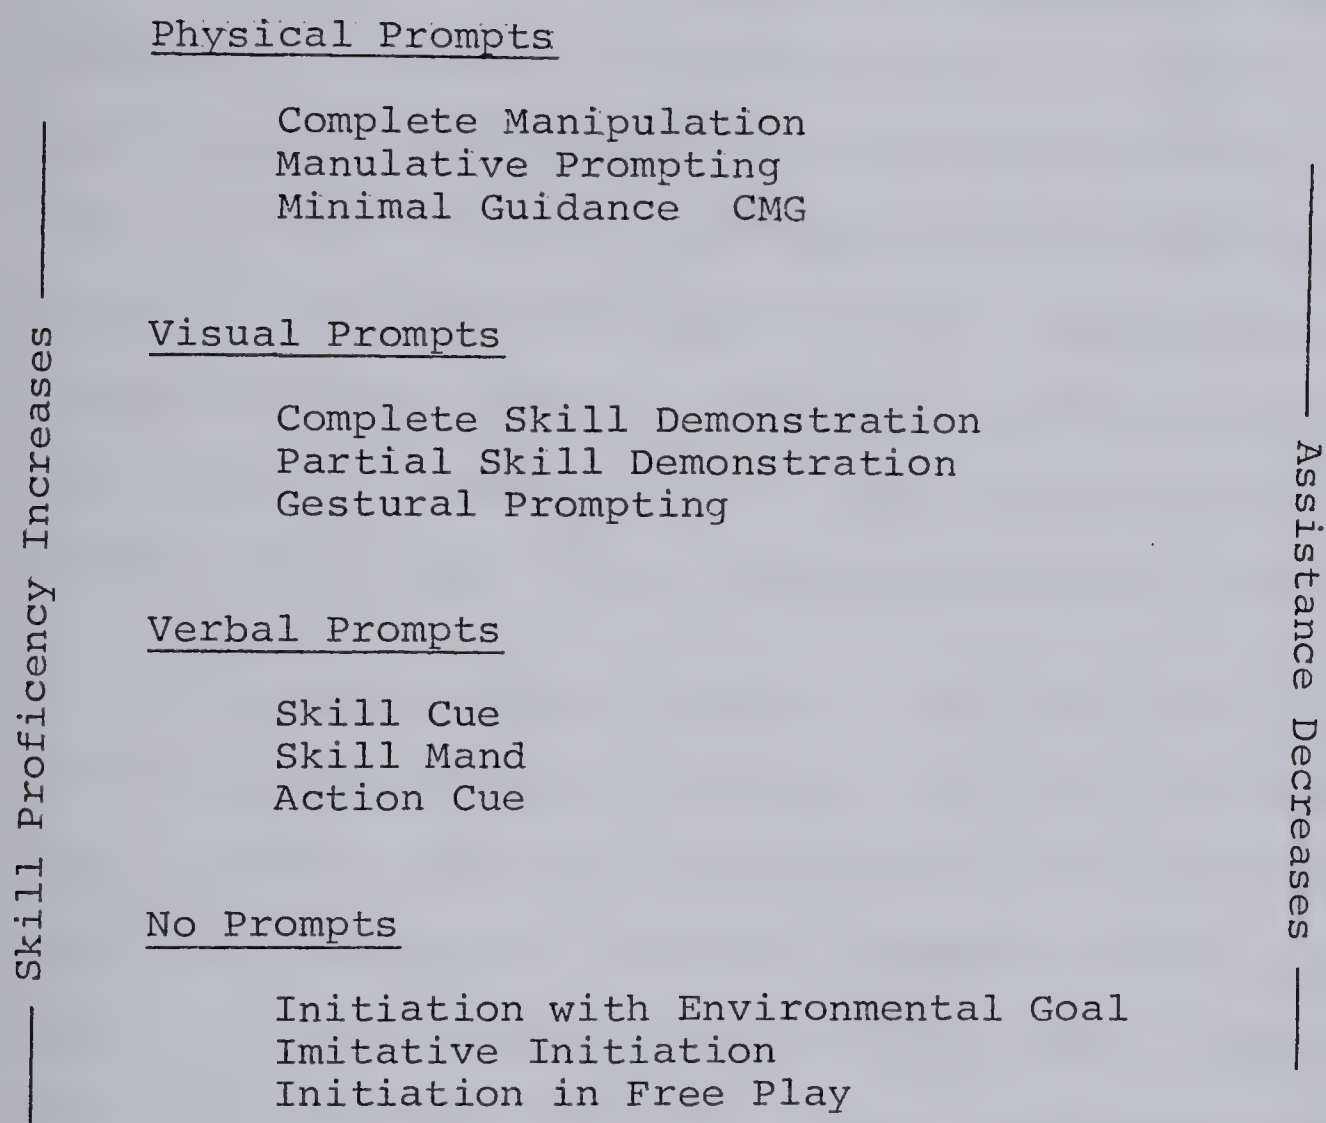 Physical Prompts
Complete Manipulation
Manulative Prompting
Minimal Guidance CMG
Visual Prompts
Complete Skill Demonstration
Partial Skill Demonstration
Gestural Prompting
Verbal Prompts
Skill Cue
Skill Mand
Action Cue
No Prompts
Initiation with Environmental Goal
Imitative Initiation
Initiation in Free Play
Skill Proficency Increases
Assistance Decreases